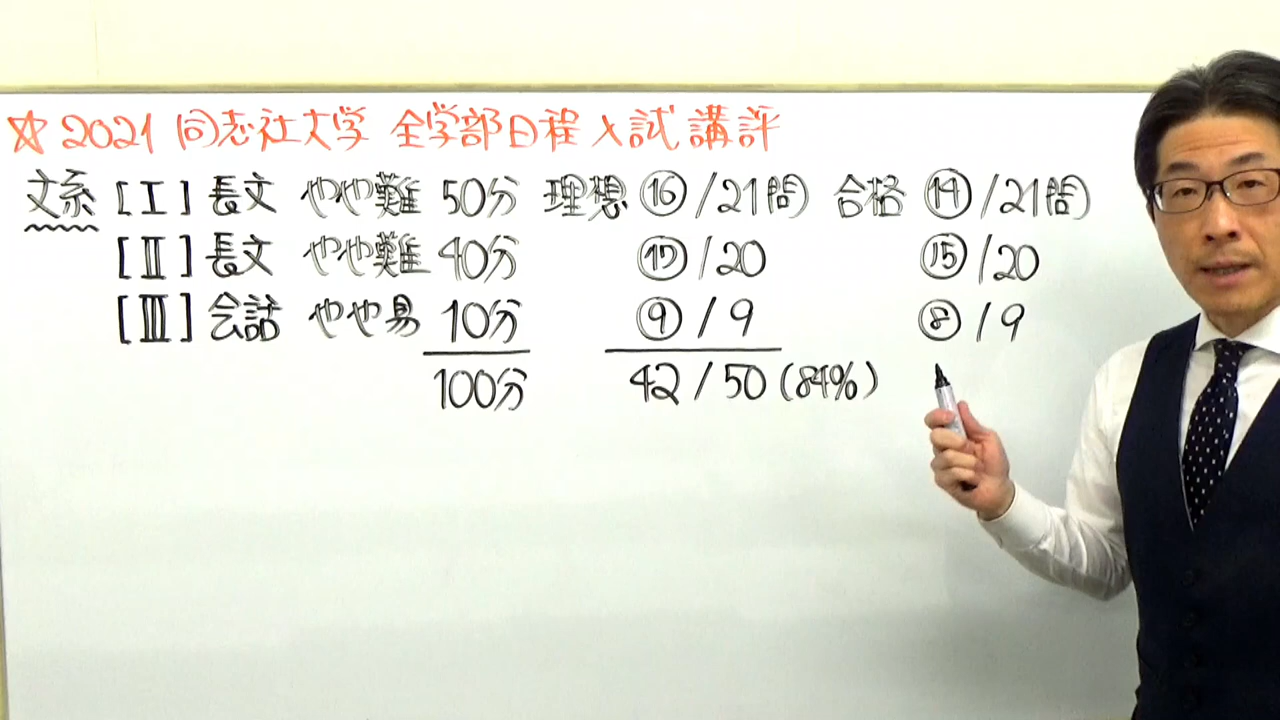 ☆2021 同志社大学 全学部日程入試講評
文系 [Ⅰ] 長文 やや難 50分 理想 ⑯/21問 合格 ⑭/21問
[Ⅱ] 長文 やや難 40分 ⑰/20 ⑮/20
[Ⅲ] 会話 やや易 10分 ⑨/9 ⑧/9
100分 42/50(84%)